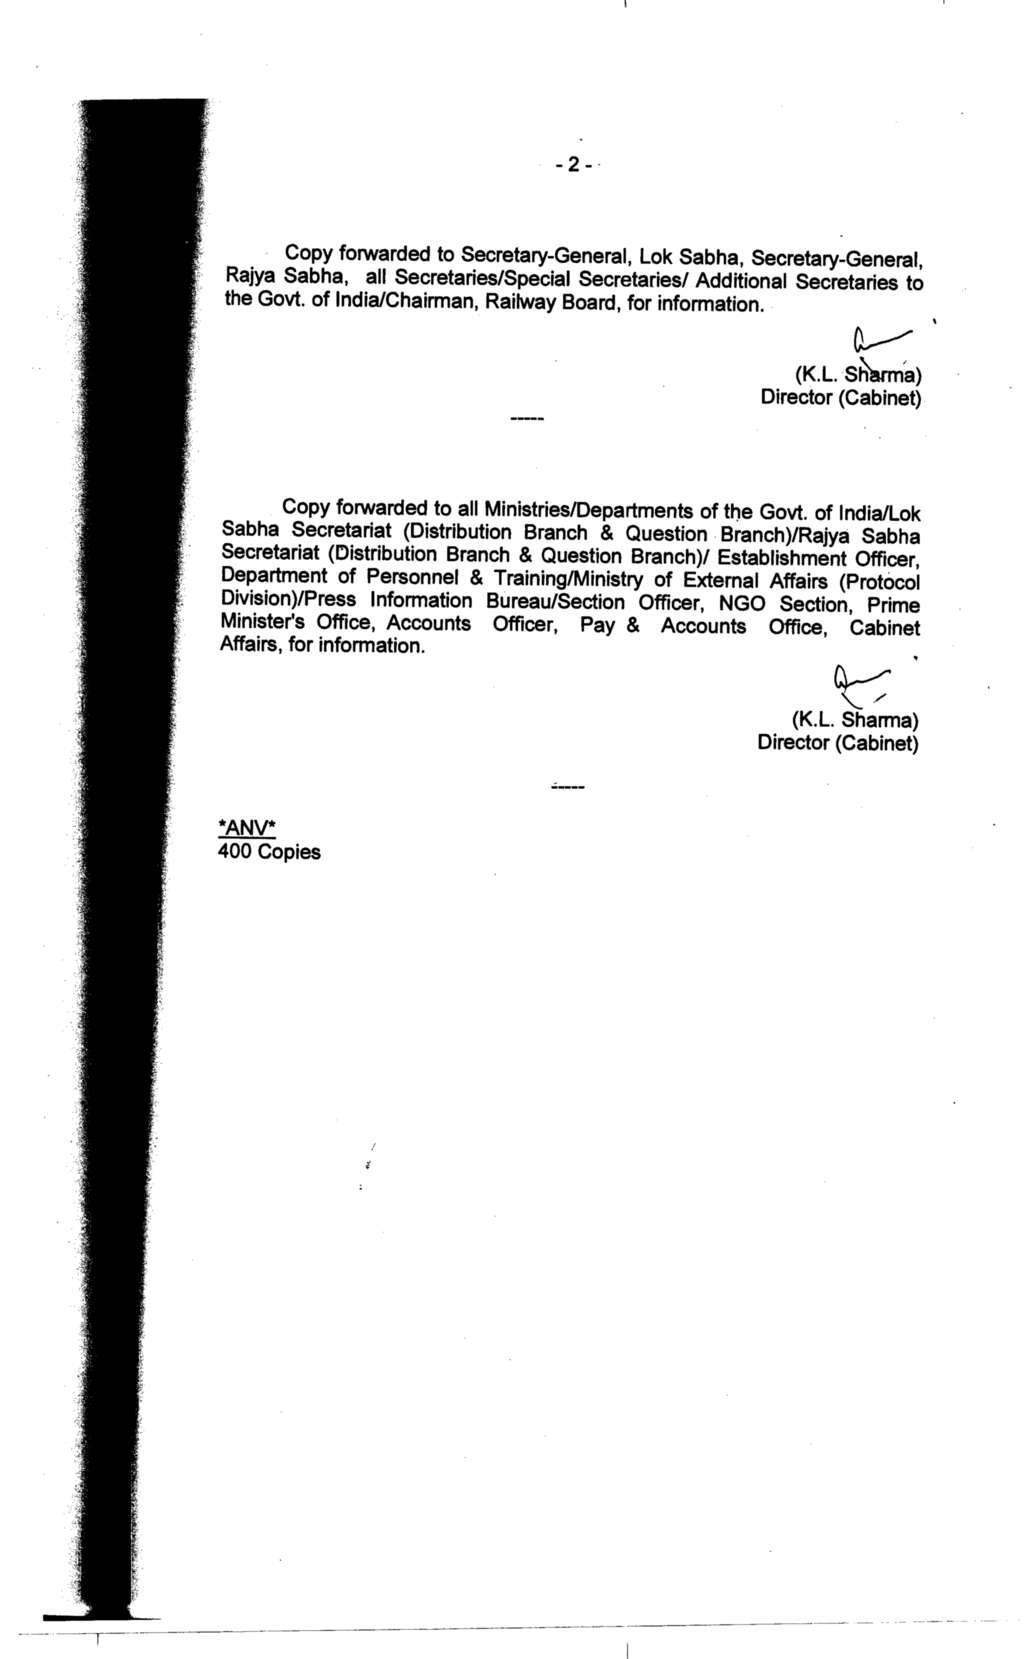 - 2 -
Copy forwarded to Secretary-General, Lok Sabha, Secretary-General,
Rajya Sabha, all Secretaries/Special Secretaries/ Additional Secretaries to
the Govt. of India/Chairman, Railway Board, for information.
(K.L. Sharma)
Director (Cabinet)
-----
Copy forwarded to all Ministries/Departments of the Govt. of India/Lok
Sabha Secretariat (Distribution Branch & Question Branch)/Rajya Sabha
Secretariat (Distribution Branch & Question Branch)/ Establishment Officer,
Department of Personnel & Training/Ministry of External Affairs (Protocol
Division)/Press Information Bureau/Section Officer, NGO Section, Prime
Minister's Office, Accounts Officer, Pay & Accounts Office, Cabinet
Affairs, for information.
(K.L. Sharma)
Director (Cabinet)
-----
*ANV*
400 Copies